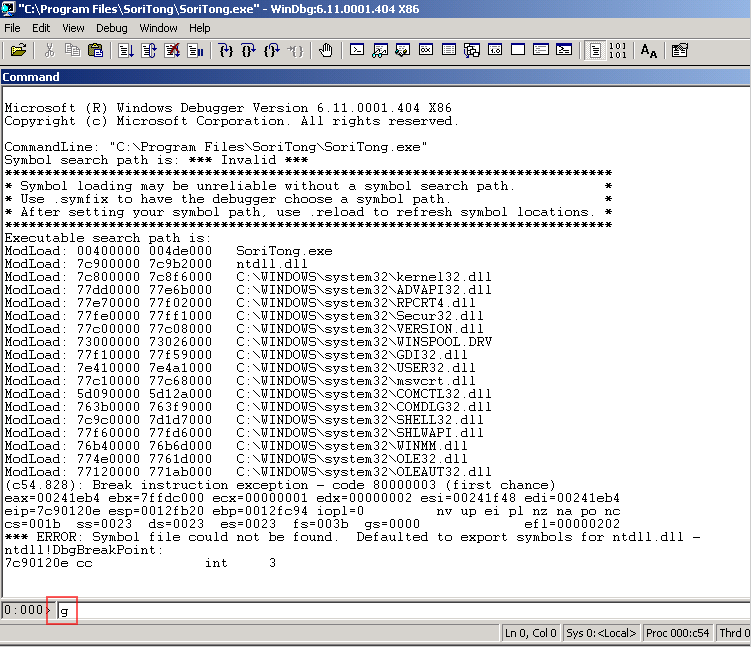 "C:\Program Files\SoriTong\SoriTong.exe" - WinDbg:6.11.0001.404 X86
File Edit View Debug Window Help
Command
Microsoft (R) Windows Debugger Version 6.11.0001.404 X86
Copyright (c) Microsoft Corporation. All rights reserved.
CommandLine: "C:\Program Files\SoriTong\SoriTong.exe"
Symbol search path is: *** Invalid ***
****************************************************************************
* Symbol loading may be unreliable without a symbol search path.           *
* Use .symfix to have the debugger choose a symbol path.                   *
* After setting your symbol path, use .reload to refresh symbol locations. *
****************************************************************************
Executable search path is:
ModLoad: 00400000 004de000   SoriTong.exe
ModLoad: 7c900000 7c9b2000   ntdll.dll
ModLoad: 7c800000 7c8f6000   C:\WINDOWS\system32\kernel32.dll
ModLoad: 77dd0000 77e6b000   C:\WINDOWS\system32\ADVAPI32.dll
ModLoad: 77e70000 77f02000   C:\WINDOWS\system32\RPCRT4.dll
ModLoad: 77fe0000 77ff1000   C:\WINDOWS\system32\Secur32.dll
ModLoad: 77c00000 77c08000   C:\WINDOWS\system32\VERSION.dll
ModLoad: 73000000 73026000   C:\WINDOWS\system32\WINSPOOL.DRV
ModLoad: 77f10000 77f59000   C:\WINDOWS\system32\GDI32.dll
ModLoad: 7e410000 7e4a1000   C:\WINDOWS\system32\USER32.dll
ModLoad: 77c10000 77c68000   C:\WINDOWS\system32\msvcrt.dll
ModLoad: 5d090000 5d12a000   C:\WINDOWS\system32\COMCTL32.dll
ModLoad: 763b0000 763f9000   C:\WINDOWS\system32\COMDLG32.dll
ModLoad: 7c9c0000 7d1d7000   C:\WINDOWS\system32\SHELL32.dll
ModLoad: 77f60000 77fd6000   C:\WINDOWS\system32\SHLWAPI.dll
ModLoad: 76b40000 76b6d000   C:\WINDOWS\system32\WINMM.dll
ModLoad: 774e0000 7761d000   C:\WINDOWS\system32\OLE32.dll
ModLoad: 77120000 771ab000   C:\WINDOWS\system32\OLEAUT32.dll
(c54.828): Break instruction exception - code 80000003 (first chance)
eax=00241eb4 ebx=7ffdc000 ecx=00000001 edx=00000002 esi=00241f48 edi=00241eb4
eip=7c90120e esp=0012fb20 ebp=0012fc94 iopl=0         nv up ei pl nz na po nc
cs=001b  ss=0023  ds=0023  es=0023  fs=003b  gs=0000             efl=00000202
*** ERROR: Symbol file could not be found.  Defaulted to export symbols for ntdll.dll -
ntdll!DbgBreakPoint:
7c90120e cc              int     3
0:000> g
Ln 0, Col 0 Sys 0:<Local> Proc 000:c54 Thrd 0